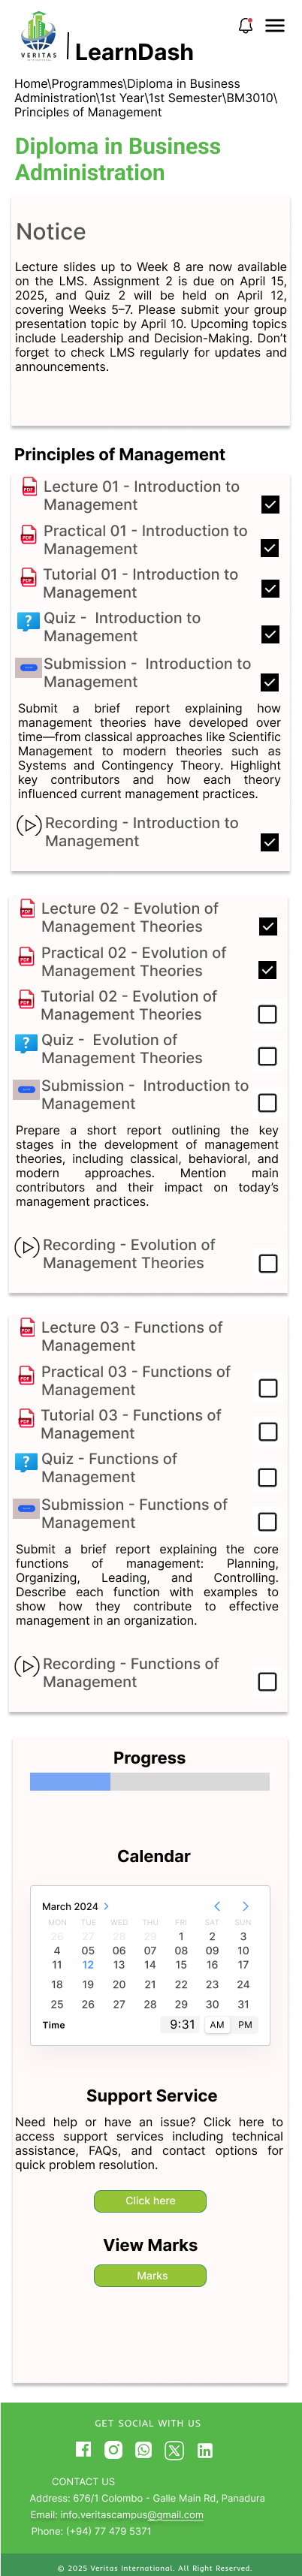 VERITAS
LearnDash
Home\Programmes\Diploma in Business
Administration\1st Year\1st Semester\BM3010\
Principles of Management
Diploma in Business
Administration
Notice
Lecture slides up to Week 8 are now available
on the LMS. Assignment 2 is due on April 15,
2025, and Quiz 2 will be held on April 12,
covering Weeks 5–7. Please submit your group
presentation topic by April 10. Upcoming topics
include Leadership and Decision-Making. Don’t
forget to check LMS regularly for updates and
announcements.
Principles of Management
PDF
Lecture 01 - Introduction to
Management
PDF
Practical 01 - Introduction to
Management
PDF
Tutorial 01 - Introduction to
Management
?
Quiz -  Introduction to
Management
Submission -  Introduction to
Management
Submit a brief report explaining how
management theories have developed over
time—from classical approaches like Scientific
Management to modern theories such as
Systems and Contingency Theory. Highlight
key contributors and how each theory
influenced current management practices.
Recording - Introduction to
Management
PDF
Lecture 02 - Evolution of
Management Theories
PDF
Practical 02 - Evolution of
Management Theories
PDF
Tutorial 02 - Evolution of
Management Theories
?
Quiz -  Evolution of
Management Theories
Submission -  Introduction to
Management
Prepare a short report outlining the key
stages in the development of management
theories, including classical, behavioral, and
modern approaches. Mention main
contributors and their impact on today’s
management practices.
Recording - Evolution of
Management Theories
PDF
Lecture 03 - Functions of
Management
PDF
Practical 03 - Functions of
Management
PDF
Tutorial 03 - Functions of
Management
?
Quiz - Functions of
Management
Submission - Functions of
Management
Submit a brief report explaining the core
functions of management: Planning,
Organizing, Leading, and Controlling.
Describe each function with examples to
show how they contribute to effective
management in an organization.
Recording - Functions of
Management
Progress
Calendar
March 2024
MON TUE WED THU FRI SAT SUN
26 27 28 29 1 2 3
4 05 06 07 08 09 10
11 12 13 14 15 16 17
18 19 20 21 22 23 24
25 26 27 28 29 30 31
Time 9:31 AM PM
Support Service
Need help or have an issue? Click here to
access support services including technical
assistance, FAQs, and contact options for
quick problem resolution.
Click here
View Marks
Marks
GET SOCIAL WITH US
CONTACT US
Address: 676/1 Colombo - Galle Main Rd, Panadura
Email: info.veritascampus@gmail.com
Phone: (+94) 77 479 5371
© 2025 Veritas International. All Right Reserved.